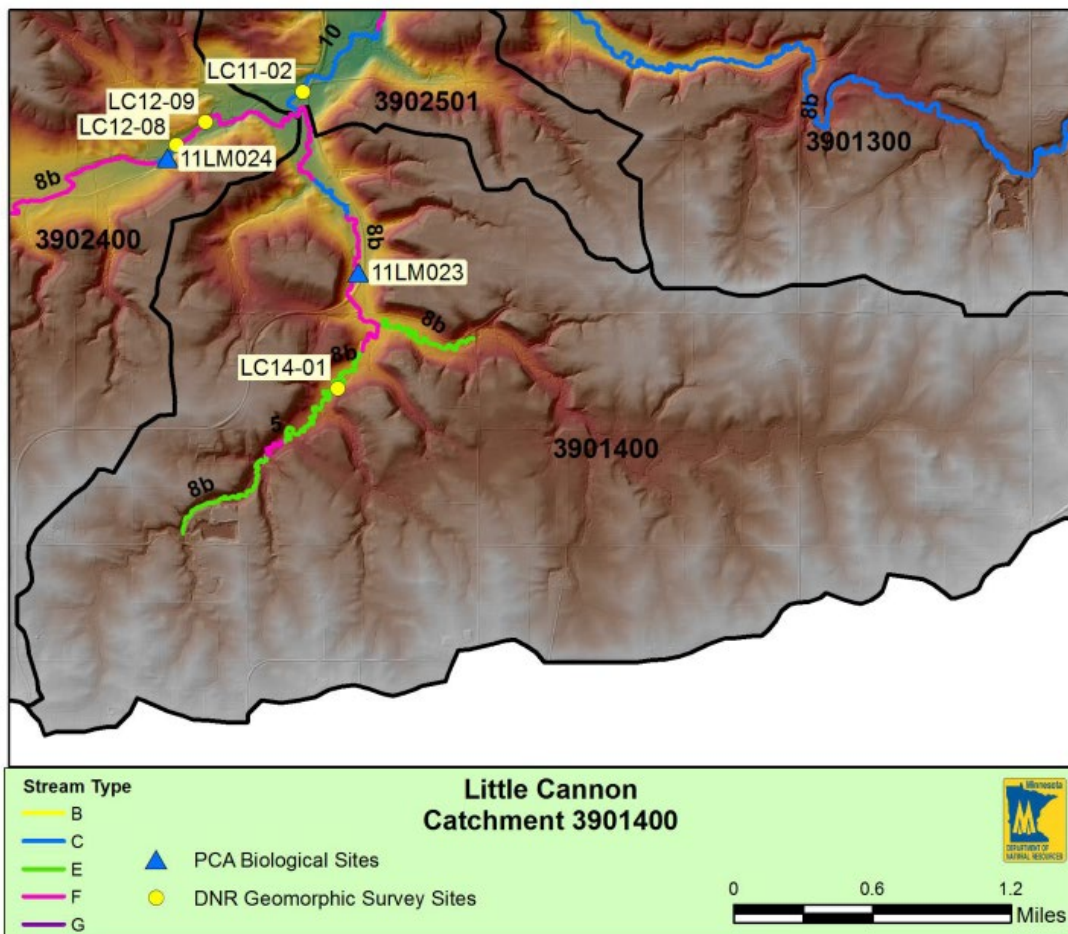 10
LC11-02
LC12-09
3902501
LC12-08
8b
3901300
11LM024
8b
3902400
8b
11LM023
8b
8b
LC14-01
5
3901400
8b
Stream Type
B
C
E
F
G
PCA Biological Sites
DNR Geomorphic Survey Sites
Little Cannon
Catchment 3901400
Minnesota
DEPARTMENT OF
NATURAL RESOURCES
0 0.6 1.2
Miles